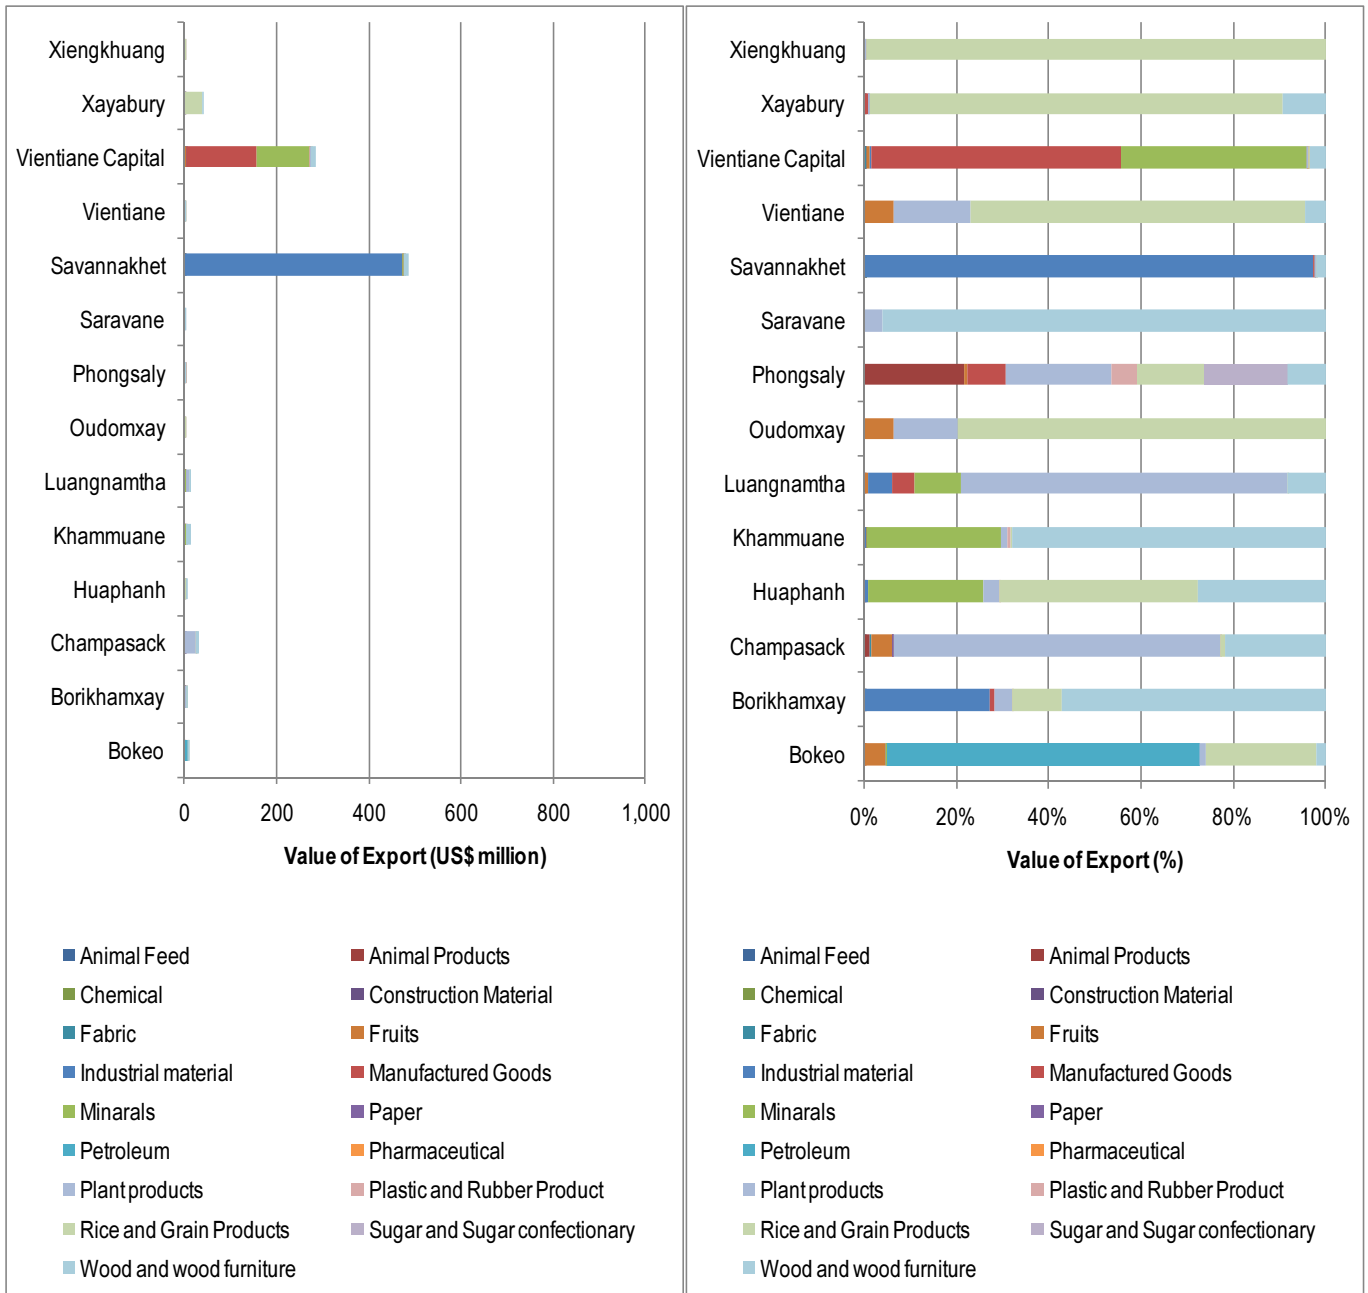 Xiengkhuang
Xayabury
Vientiane Capital
Vientiane
Savannakhet
Saravane
Phongsaly
Oudomxay
Luangnamtha
Khammuane
Huaphanh
Champasack
Borikhamxay
Bokeo
0 200 400 600 800 1,000
Value of Export (US$ million)
Animal Feed Animal Products
Chemical Construction Material
Fabric Fruits
Industrial material Manufactured Goods
Minarals Paper
Petroleum Pharmaceutical
Plant products Plastic and Rubber Product
Rice and Grain Products Sugar and Sugar confectionary
Wood and wood furniture
Xiengkhuang
Xayabury
Vientiane Capital
Vientiane
Savannakhet
Saravane
Phongsaly
Oudomxay
Luangnamtha
Khammuane
Huaphanh
Champasack
Borikhamxay
Bokeo
0% 20% 40% 60% 80% 100%
Value of Export (%)
Animal Feed Animal Products
Chemical Construction Material
Fabric Fruits
Industrial material Manufactured Goods
Minarals Paper
Petroleum Pharmaceutical
Plant products Plastic and Rubber Product
Rice and Grain Products Sugar and Sugar confectionary
Wood and wood furniture